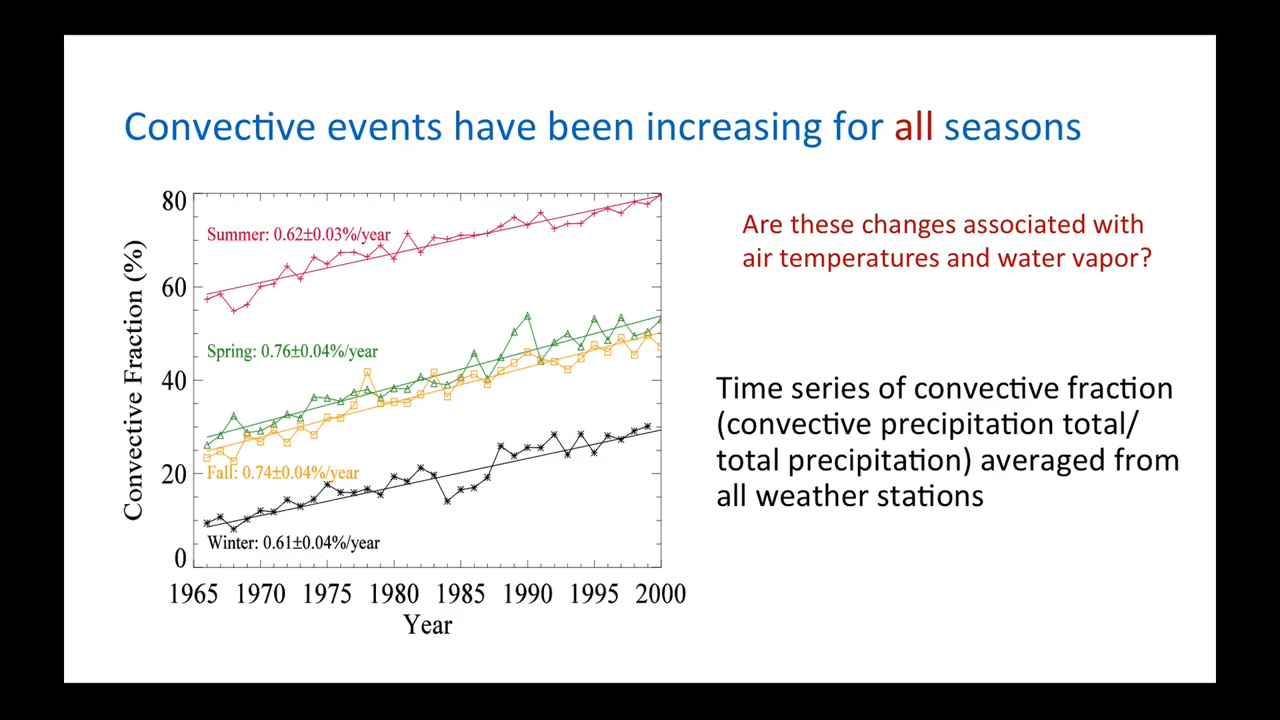 Convective events have been increasing for all seasons
80
60
40
20
0
Convective Fraction (%)
Summer: 0.62±0.03%/year
Spring: 0.76±0.04%/year
Fall: 0.74±0.04%/year
Winter: 0.61±0.04%/year
1965 1970 1975 1980 1985 1990 1995 2000
Year
Are these changes associated with
air temperatures and water vapor?
Time series of convective fraction
(convective precipitation total/
total precipitation) averaged from
all weather stations